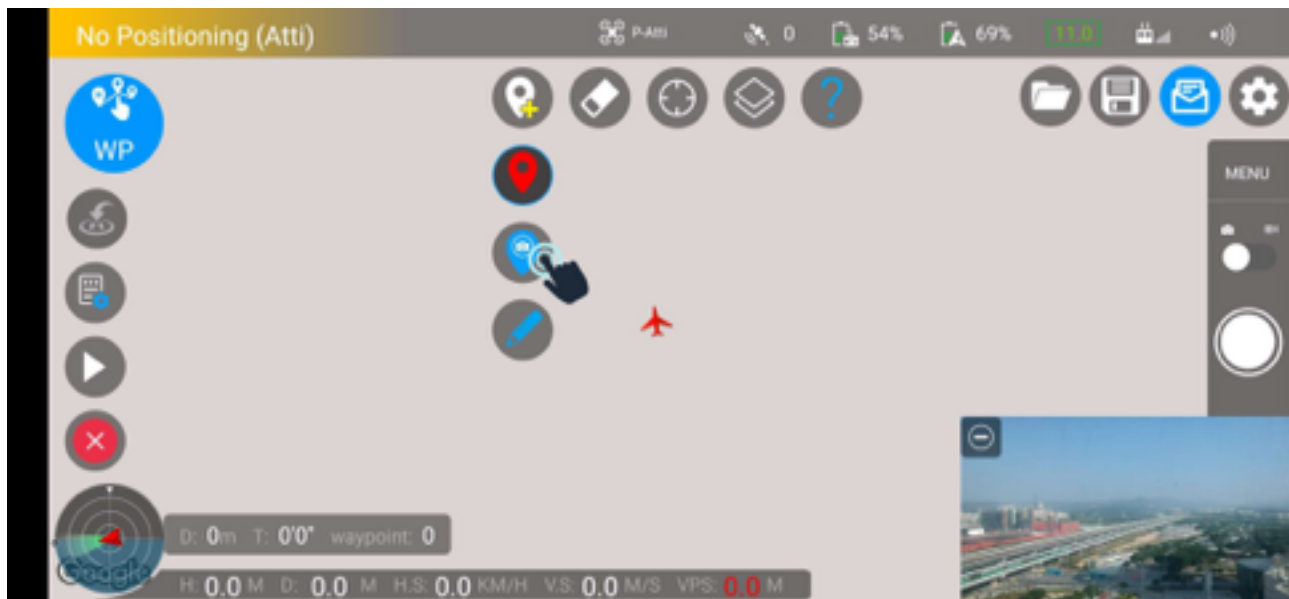 No Positioning (Atti) P-Atti 0 54% 69% 11.0
WP
MENU
D: 0m T: 0'0" waypoint: 0
Google
H: 0.0 M D: 0.0 M H.S: 0.0 KM/H V.S: 0.0 M/S VPS: 0.0 M